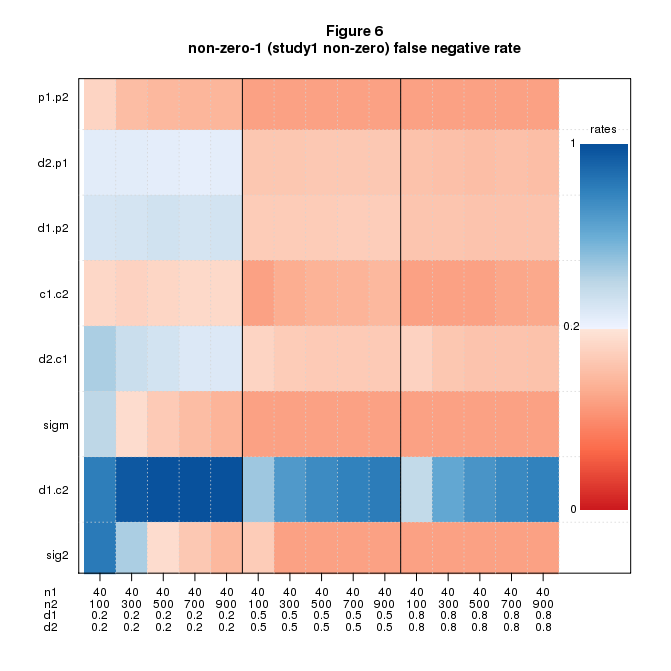 Figure 6
non-zero-1 (study1 non-zero) false negative rate
p1.p2
d2.p1
d1.p2
c1.c2
d2.c1
sigm
d1.c2
sig2
rates
1
0.2
0
n1 40 40 40 40 40 40 40 40 40 40 40 40 40 40 40
n2 100 300 500 700 900 100 300 500 700 900 100 300 500 700 900
d1 0.2 0.2 0.2 0.2 0.2 0.5 0.5 0.5 0.5 0.5 0.8 0.8 0.8 0.8 0.8
d2 0.2 0.2 0.2 0.2 0.2 0.5 0.5 0.5 0.5 0.5 0.8 0.8 0.8 0.8 0.8